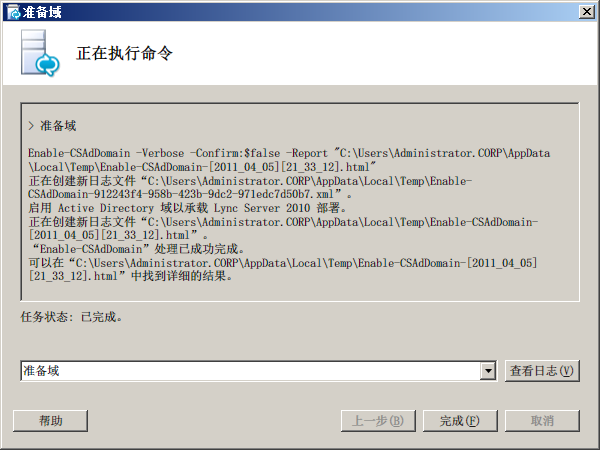 准备域
正在执行命令
> 准备域
Enable-CSAdDomain -Verbose -Confirm:$false -Report "C:\Users\Administrator.CORP\AppData
\Local\Temp\Enable-CSAdDomain-[2011_04_05][21_33_12].html"
正在创建新日志文件“C:\Users\Administrator.CORP\AppData\Local\Temp\Enable-
CSAdDomain-912243f4-958b-423b-9dc2-971edc7d50b7.xml”。
启用 Active Directory 域以承载 Lync Server 2010 部署。
正在创建新日志文件“C:\Users\Administrator.CORP\AppData\Local\Temp\Enable-CSAdDomain-
[2011_04_05][21_33_12].html”。
“Enable-CSAdDomain”处理已成功完成。
可以在“C:\Users\Administrator.CORP\AppData\Local\Temp\Enable-CSAdDomain-[2011_04_05]
[21_33_12].html”中找到详细的结果。
任务状态: 已完成。
准备域
查看日志(V)
帮助
上一步(B)
完成(F)
取消